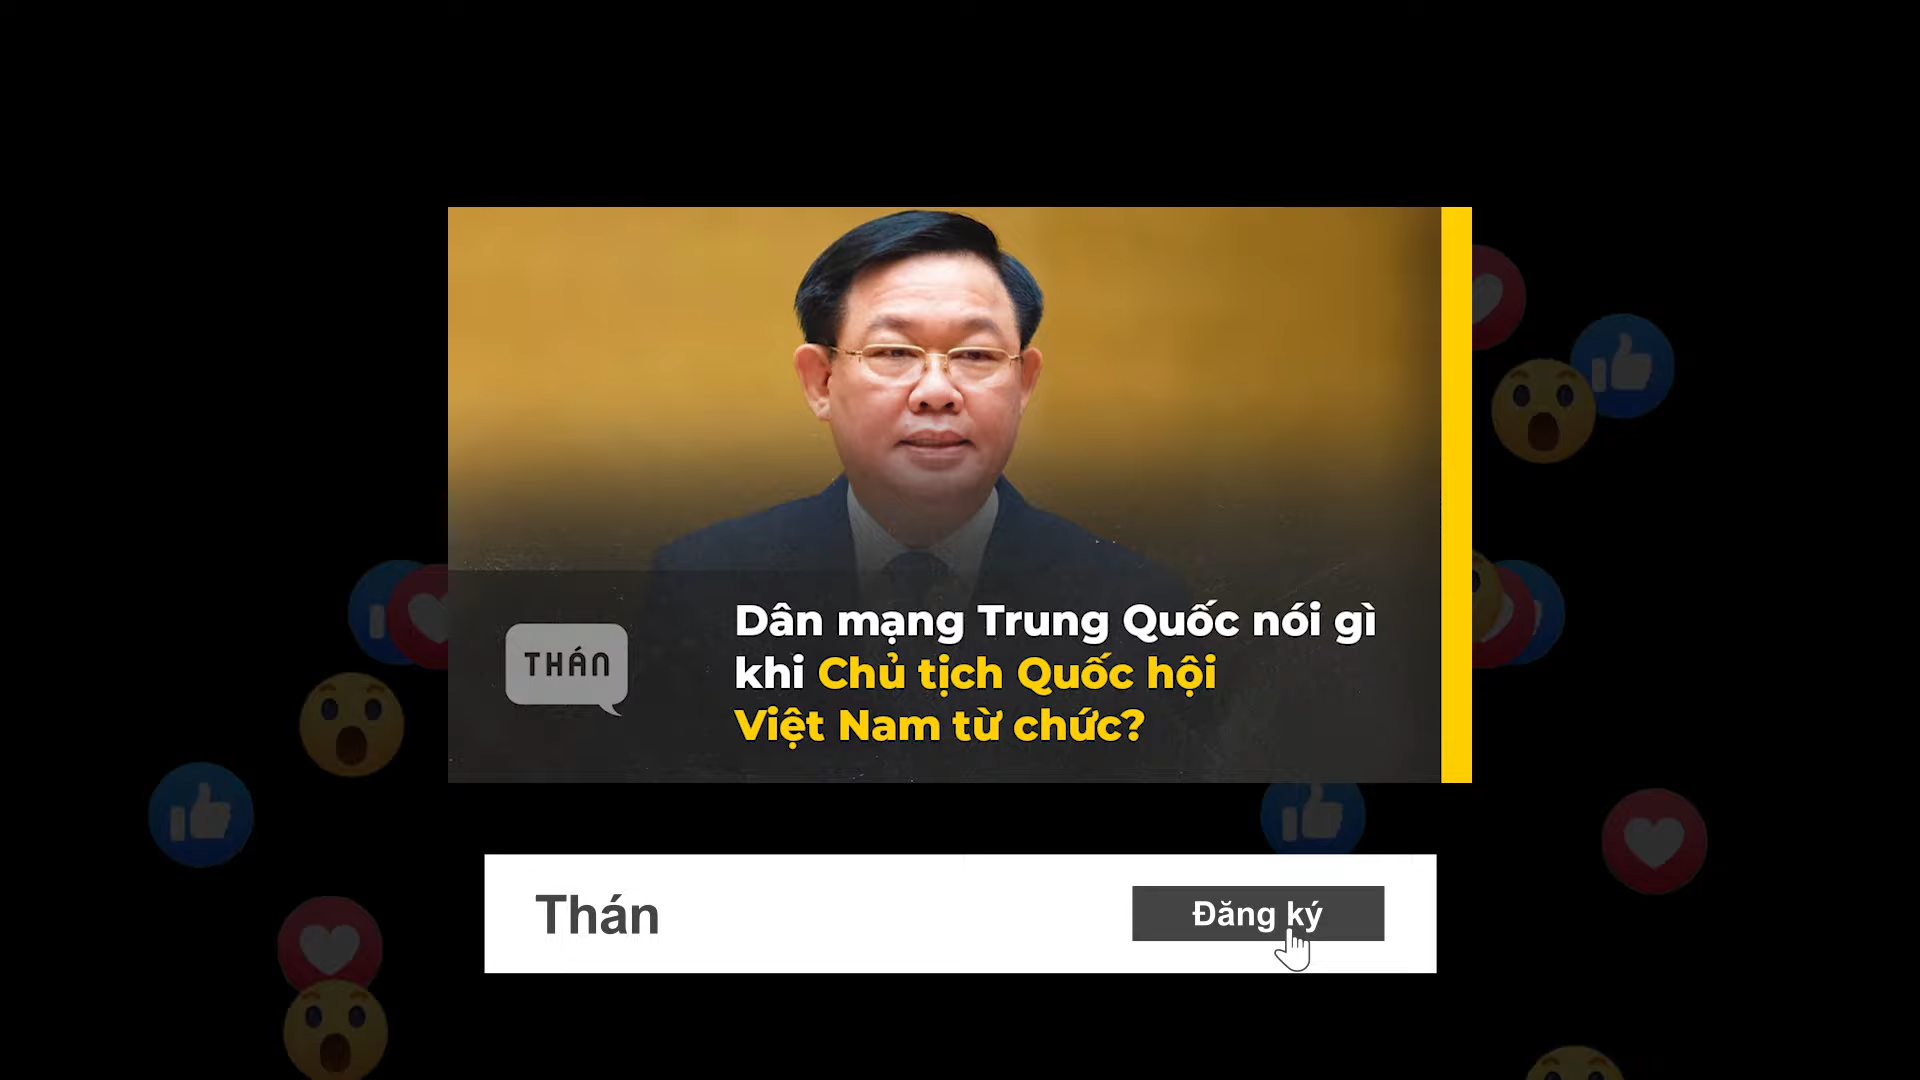 Dân mạng Trung Quốc nói gì
khi Chủ tịch Quốc hội
Việt Nam từ chức?
THÁN
Thán
Đăng ký